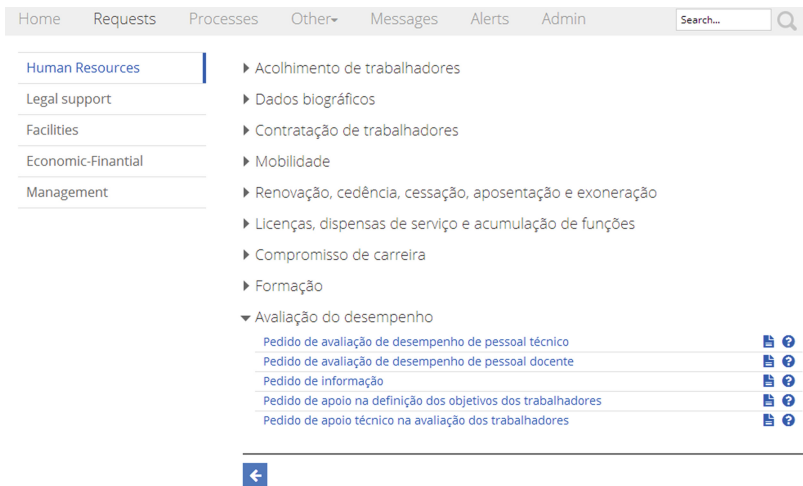 Home Requests Processes Other Messages Alerts Admin Search...
Human Resources
Legal support
Facilities
Economic-Finantial
Management
Acolhimento de trabalhadores
Dados biográficos
Contratação de trabalhadores
Mobilidade
Renovação, cedência, cessação, aposentação e exoneração
Licenças, dispensas de serviço e acumulação de funções
Compromisso de carreira
Formação
Avaliação do desempenho
Pedido de avaliação de desempenho de pessoal técnico
Pedido de avaliação de desempenho de pessoal docente
Pedido de informação
Pedido de apoio na definição dos objetivos dos trabalhadores
Pedido de apoio técnico na avaliação dos trabalhadores